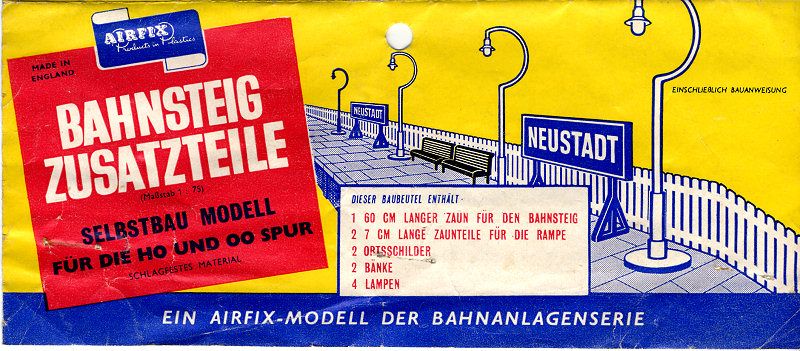 AIRFIX
Products in Plastics
MADE IN
ENGLAND
BAHNSTEIG
ZUSATZTEILE
(Maßstab 1 : 75)
SELBSTBAU MODELL
FÜR DIE HO UND OO SPUR
SCHLAGFESTES MATERIAL
NEUSTADT
NEUSTADT
EINSCHLIEBLICH BAUANWEISUNG
DIESER BAUBEUTEL ENTHÄLT-
1 60 CM LANGER ZAUN FÜR DEN BAHNSTEIG
2 7 CM LANGE ZAUNTEILE FÜR DIE RAMPE
2 ORTSSCHILDER
2 BÄNKE
4 LAMPEN
EIN AIRFIX-MODELL DER BAHNANLAGENSERIE